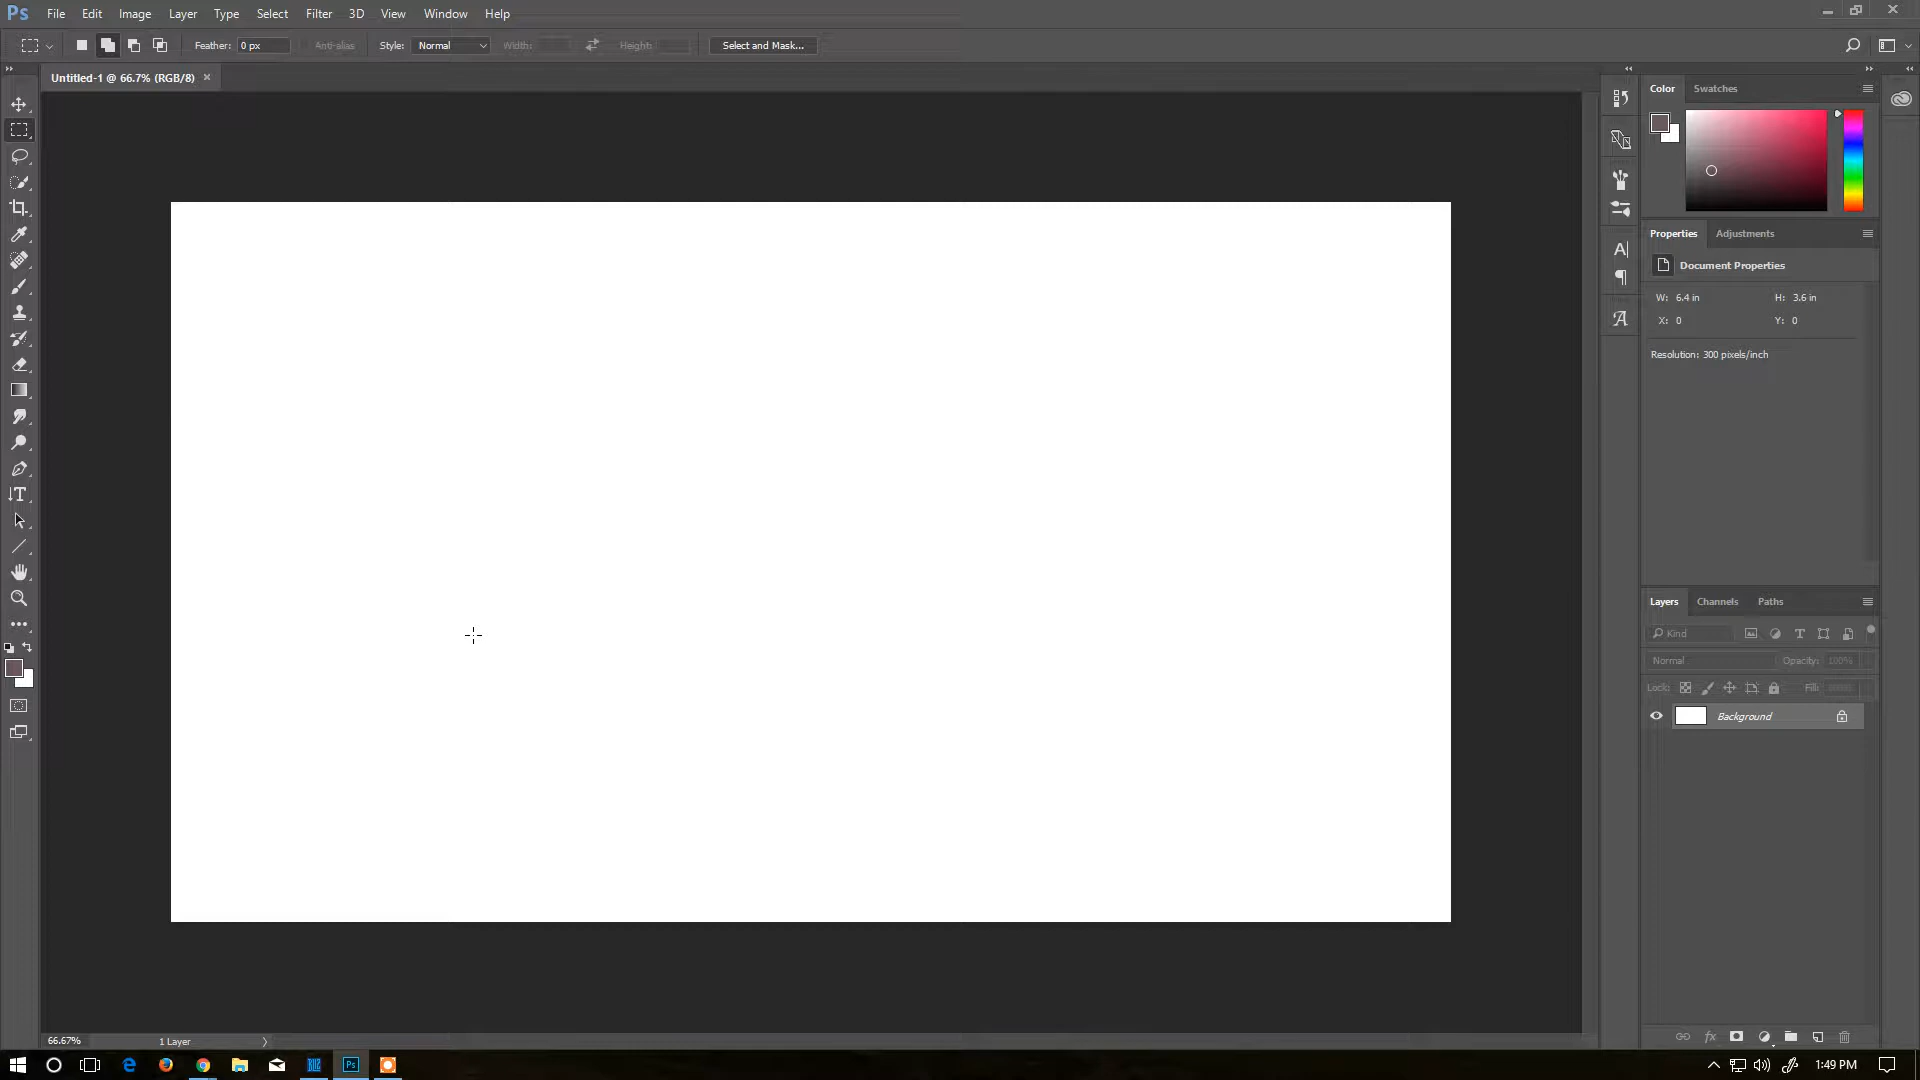 Ps File Edit Image Layer Type Select Filter 3D View Window Help
Feather: 0 px Anti-alias Style: Normal Width: Height: Select and Mask...
Untitled-1 @ 66.7% (RGB/8) ×
Color Swatches
Properties Adjustments
Document Properties
W: 6.4 in H: 3.6 in
X: 0 Y: 0
Resolution: 300 pixels/inch
Layers Channels Paths
Kind
Normal Opacity: 100%
Lock: Fill:
Background
66.67% 1 Layer
Ps 1:49 PM